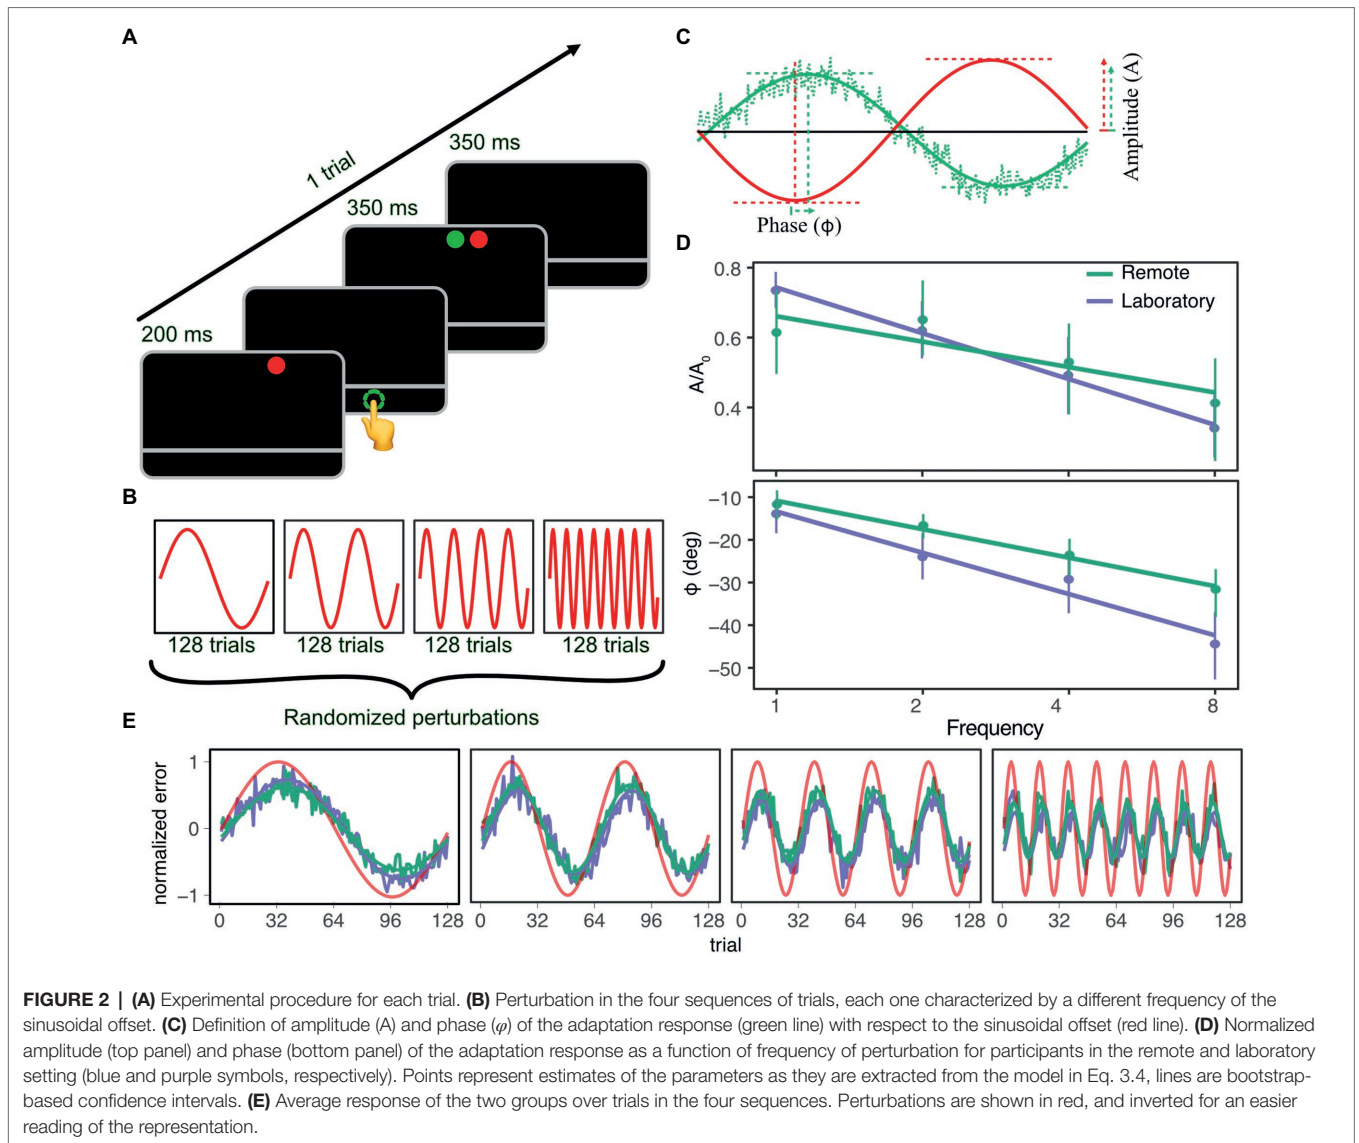 A
1 trial
350 ms
350 ms
200 ms
B
128 trials
128 trials
128 trials
128 trials
Randomized perturbations
C
Amplitude (A)
Phase (ϕ)
D
Remote
Laboratory
A/A0
0.8
0.6
0.4
ϕ (deg)
−10
−20
−30
−40
−50
1
2
4
8
Frequency
E
normalized error
1
0
−1
0 32 64 96 128
0 32 64 96 128
0 32 64 96 128
0 32 64 96 128
trial
FIGURE 2 | (A) Experimental procedure for each trial. (B) Perturbation in the four sequences of trials, each one characterized by a different frequency of the
sinusoidal offset. (C) Definition of amplitude (A) and phase (φ) of the adaptation response (green line) with respect to the sinusoidal offset (red line). (D) Normalized
amplitude (top panel) and phase (bottom panel) of the adaptation response as a function of frequency of perturbation for participants in the remote and laboratory
setting (blue and purple symbols, respectively). Points represent estimates of the parameters as they are extracted from the model in Eq. 3.4, lines are bootstrap-
based confidence intervals. (E) Average response of the two groups over trials in the four sequences. Perturbations are shown in red, and inverted for an easier
reading of the representation.